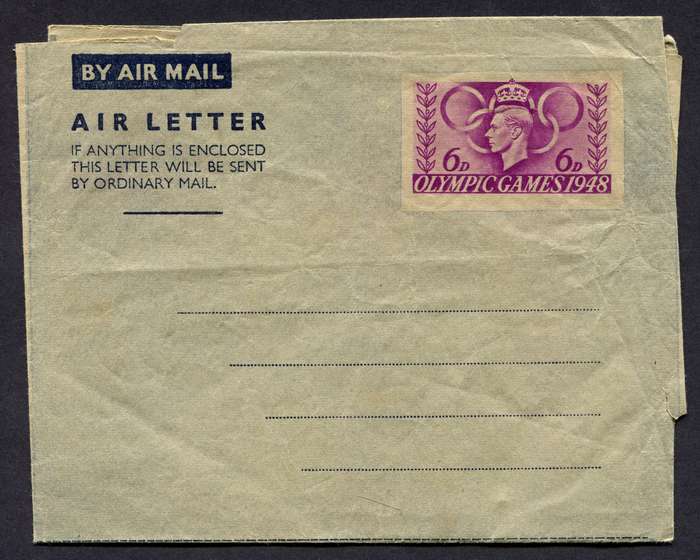 BY AIR MAIL
AIR LETTER
IF ANYTHING IS ENCLOSED
THIS LETTER WILL BE SENT
BY ORDINARY MAIL.
6D 6D
OLYMPIC GAMES 1948